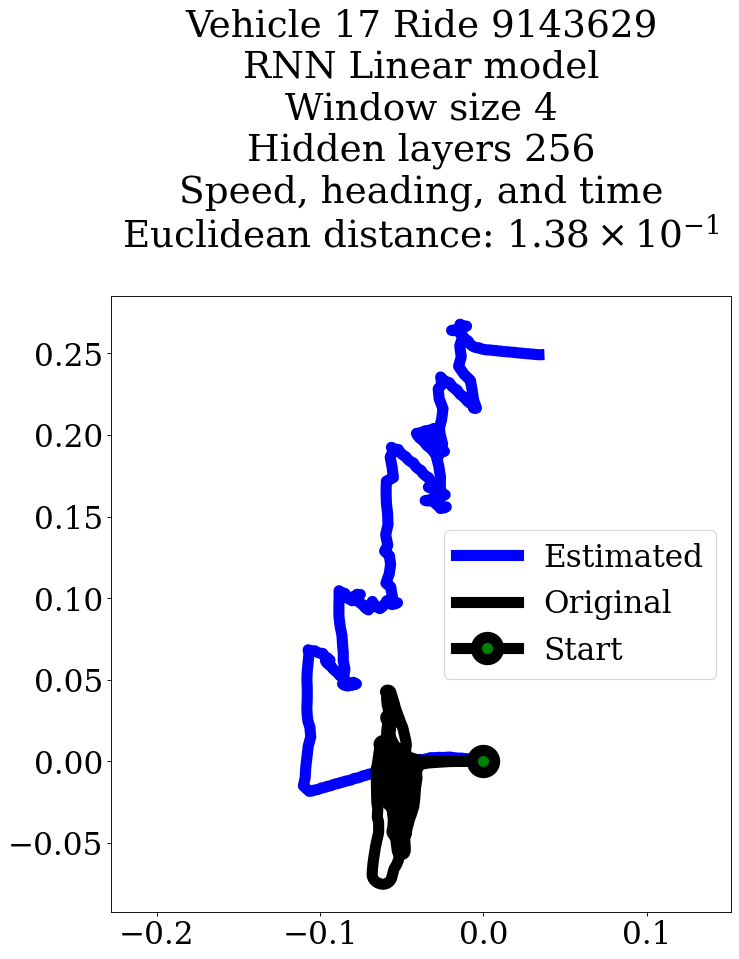 Vehicle 17 Ride 9143629
RNN Linear model
Window size 4
Hidden layers 256
Speed, heading, and time
Euclidean distance: 1.38 × 10⁻¹
0.25
0.20
0.15
0.10
0.05
0.00
−0.05
Estimated
Original
Start
−0.2
−0.1
0.0
0.1